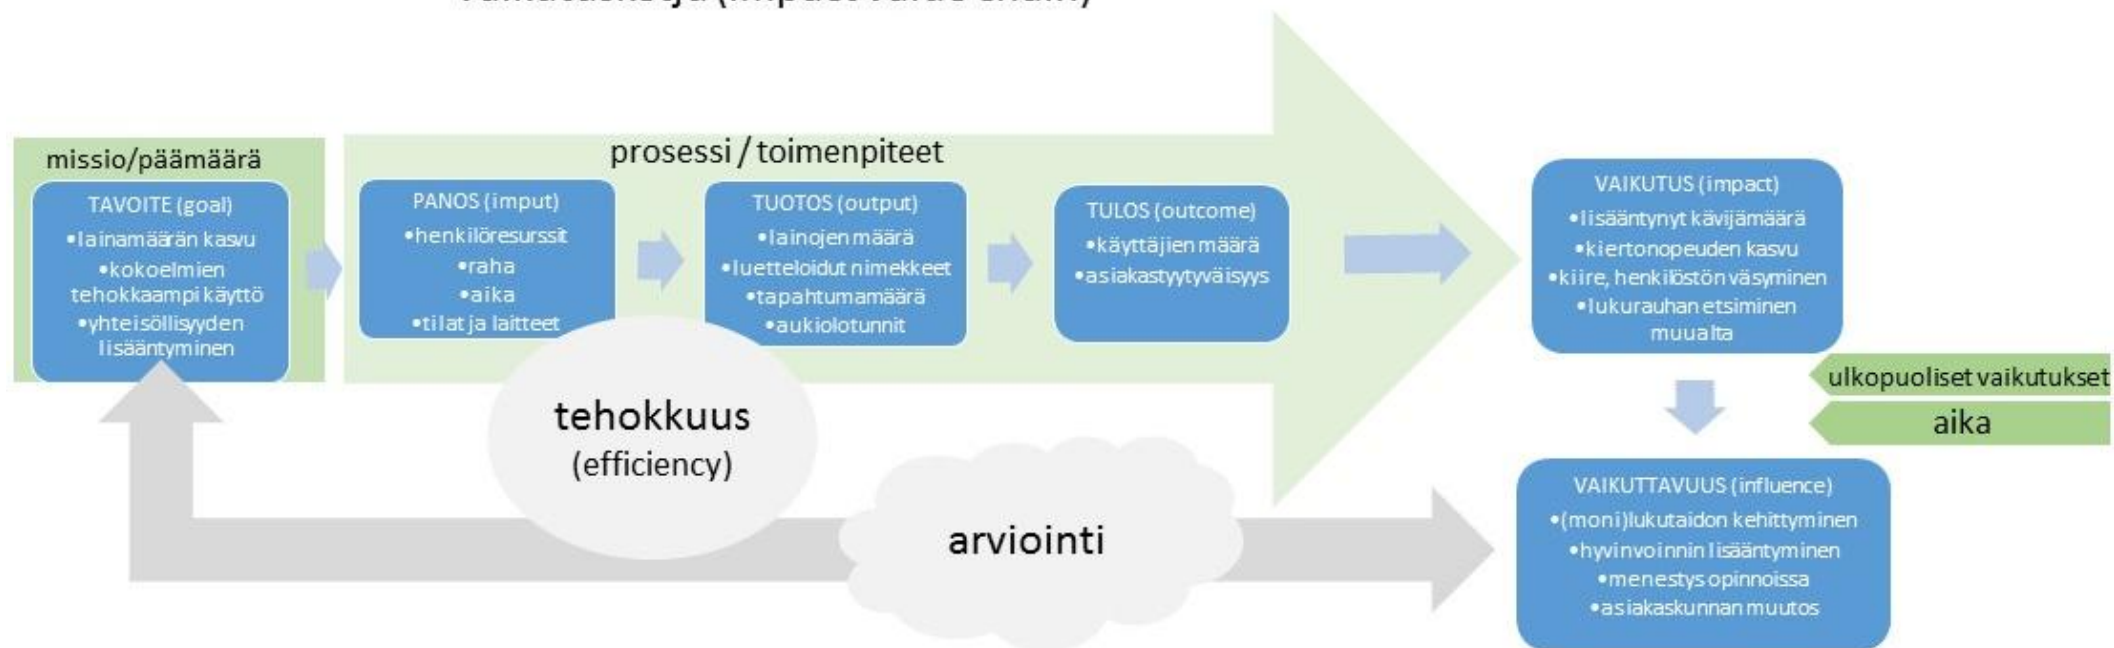 missio/päämäärä
TAVOITE (goal)
•lainamäärän kasvu
•kokoelmien
tehokkaampi käyttö
•yhteisöllisyyden
lisääntyminen
prosessi / toimenpiteet
PANOS (imput)
•henkilöresurssit
•raha
•aika
•tilat ja laitteet
TUOTOS (output)
•lainojen määrä
•luetteloidut nimekkeet
•tapahtumamäärä
•aukiolotunnit
TULOS (outcome)
•käyttäjien määrä
•asiakastyytyväisyys
VAIKUTUS (impact)
•lisääntynyt kävijämäärä
•kiertonopeuden kasvu
•kiire, henkilöstön väsyminen
•lukurauhan etsiminen
muualta
ulkopuoliset vaikutukset
aika
tehokkuus
(efficiency)
arviointi
VAIKUTTAVUUS (influence)
•(moni)lukutaidon kehittyminen
•hyvinvoinnin lisääntyminen
•menestys opinnoissa
•asiakaskunnan muutos